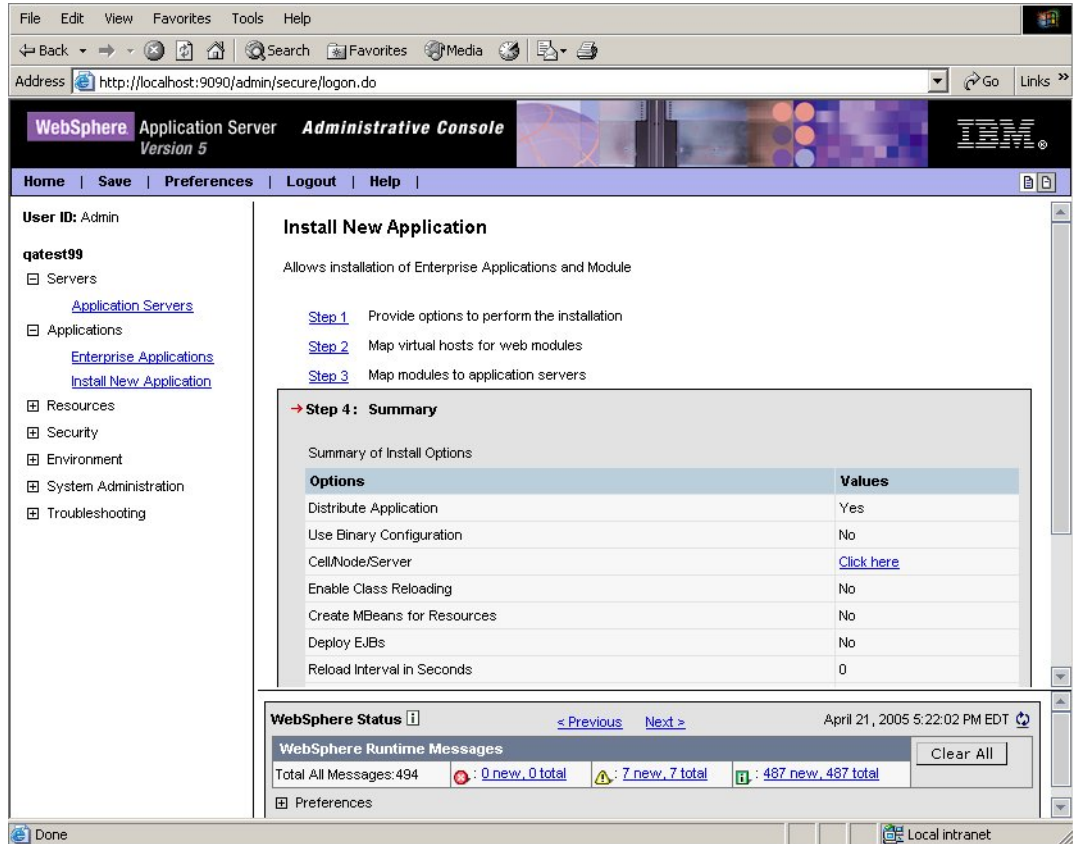 File Edit View Favorites Tools Help
Back Search Favorites Media
Address http://localhost:9090/admin/secure/logon.do Go Links »
WebSphere Application Server Administrative Console
Version 5
IBM®
Home | Save | Preferences | Logout | Help |
User ID: Admin
qatest99
Servers
Application Servers
Applications
Enterprise Applications
Install New Application
Resources
Security
Environment
System Administration
Troubleshooting
Install New Application
Allows installation of Enterprise Applications and Module
Step 1 Provide options to perform the installation
Step 2 Map virtual hosts for web modules
Step 3 Map modules to application servers
Step 4: Summary
Summary of Install Options
Options Values
Distribute Application Yes
Use Binary Configuration No
Cell/Node/Server Click here
Enable Class Reloading No
Create MBeans for Resources No
Deploy EJBs No
Reload Interval in Seconds 0
WebSphere Status i < Previous Next > April 21, 2005 5:22:02 PM EDT
WebSphere Runtime Messages
Clear All
Total All Messages:494 : 0 new, 0 total : 7 new, 7 total : 487 new, 487 total
Preferences
Done Local intranet